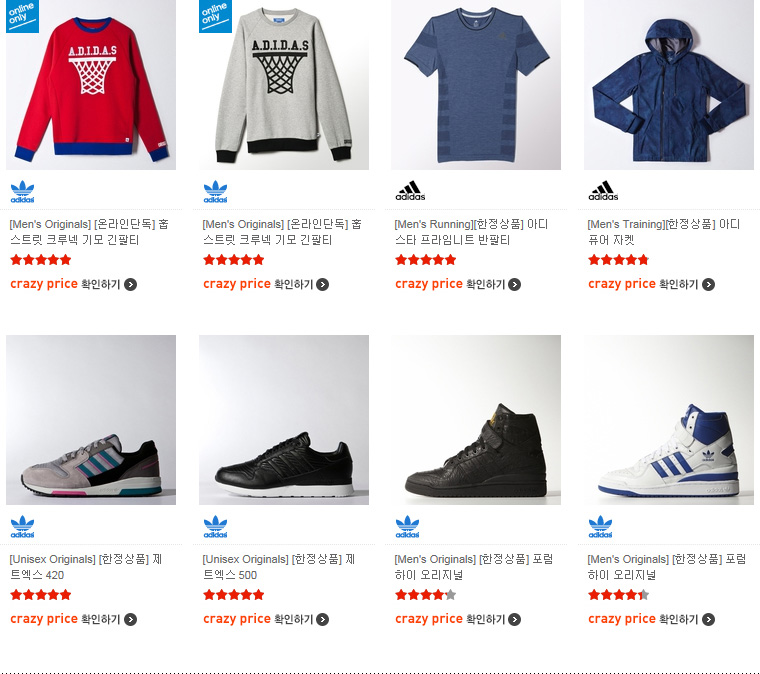 online only
online only
A.D.I.D.A.S
A.D.I.D.A.S
adidas
adidas
adidas
adidas
[Men's Originals] [온라인단독] 훕
스트릿 크루넥 기모 긴팔티
[Men's Originals] [온라인단독] 훕
스트릿 크루넥 기모 긴팔티
[Men's Running][한정상품] 아디
스타 프라임니트 반팔티
[Men's Training][한정상품] 아디
퓨어 자켓
crazy price 확인하기
crazy price 확인하기
crazy price 확인하기
crazy price 확인하기
adidas
adidas
adidas
adidas
[Unisex Originals] [한정상품] 제
트엑스 420
[Unisex Originals] [한정상품] 제
트엑스 500
[Men's Originals] [한정상품] 포럼
하이 오리지널
[Men's Originals] [한정상품] 포럼
하이 오리지널
crazy price 확인하기
crazy price 확인하기
crazy price 확인하기
crazy price 확인하기